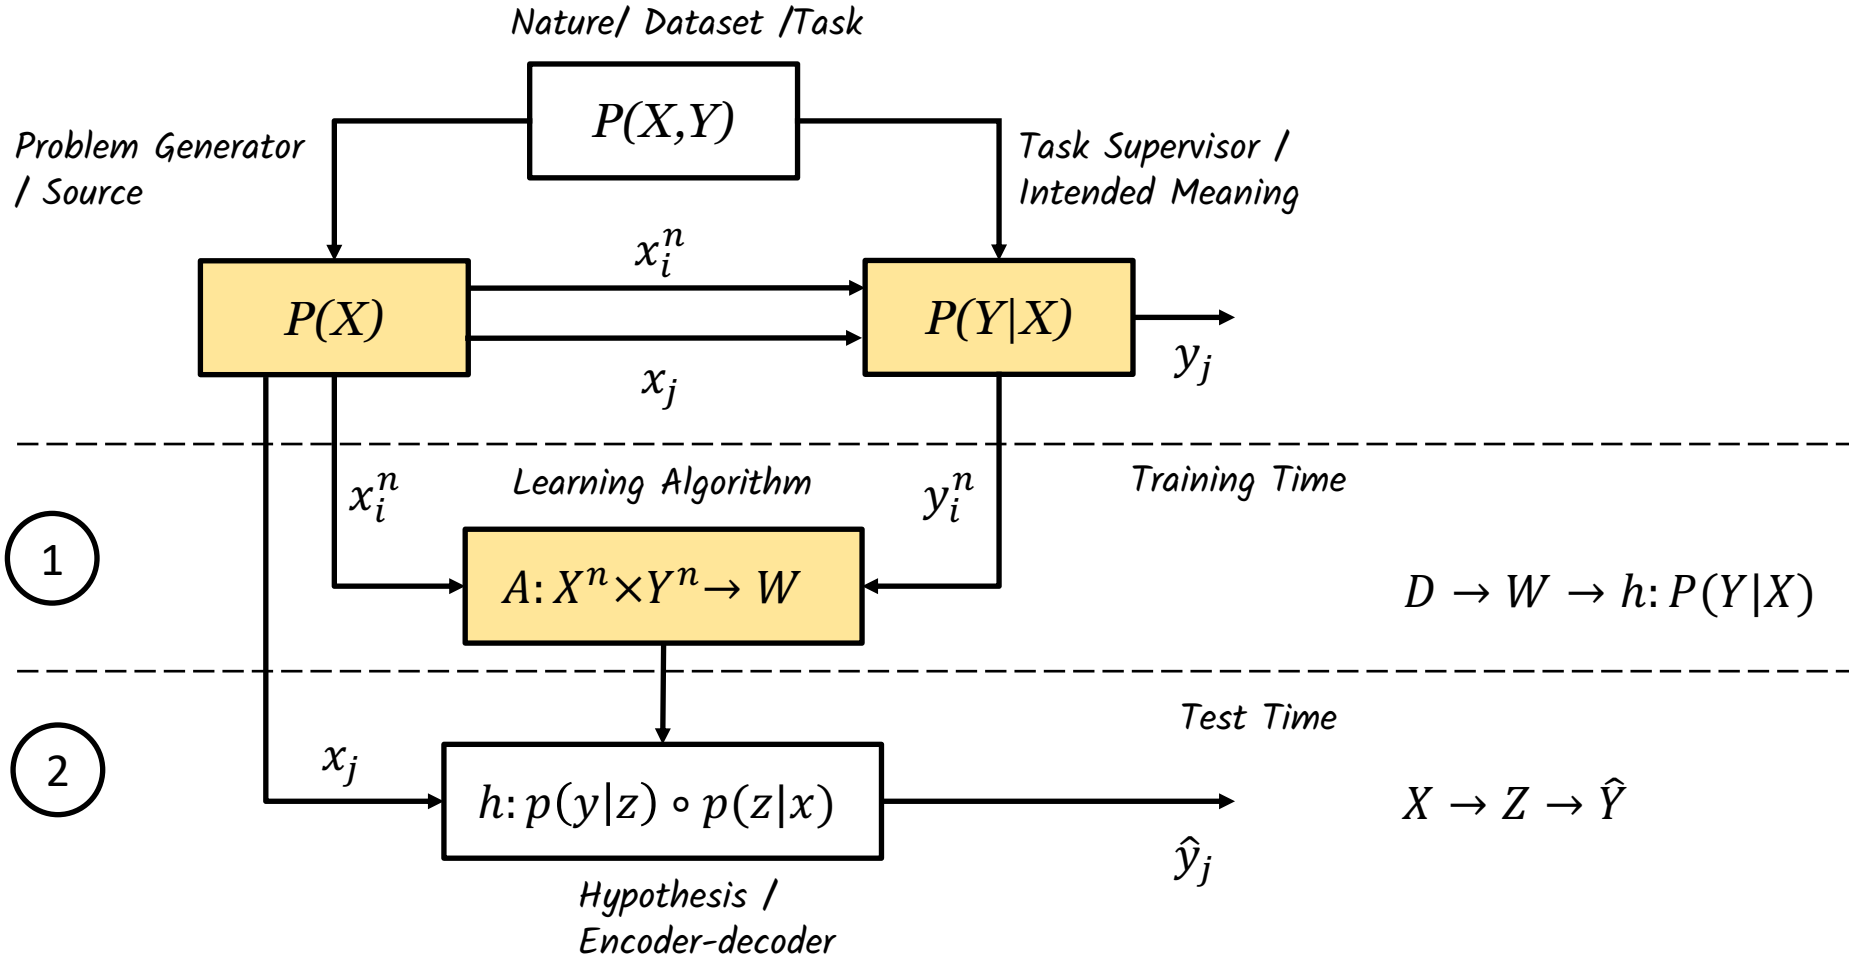 Nature/ Dataset /Task
P(X,Y)
Problem Generator
/ Source
Task Supervisor /
Intended Meaning
x_i^n
P(X)
P(Y|X)
x_j
y_j
x_i^n
Learning Algorithm
y_i^n
Training Time
1
A: X^n×Y^n→ W
D → W → h: P(Y|X)
Test Time
2
x_j
h: p(y|z) ∘ p(z|x)
X → Z → Ŷ
ŷ_j
Hypothesis /
Encoder-decoder